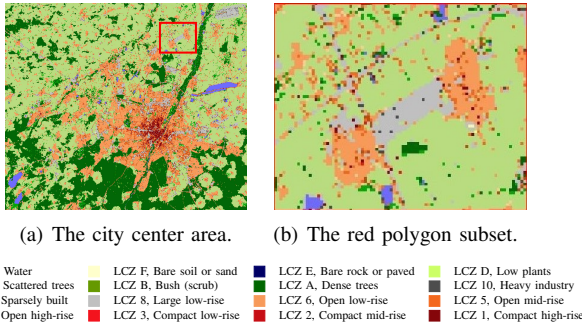 (a) The city center area. (b) The red polygon subset.
Water LCZ F, Bare soil or sand LCZ E, Bare rock or paved LCZ D, Low plants
Scattered trees LCZ B, Bush (scrub) LCZ A, Dense trees LCZ 10, Heavy industry
Sparsely built LCZ 8, Large low-rise LCZ 6, Open low-rise LCZ 5, Open mid-rise
Open high-rise LCZ 3, Compact low-rise LCZ 2, Compact mid-rise LCZ 1, Compact high-rise